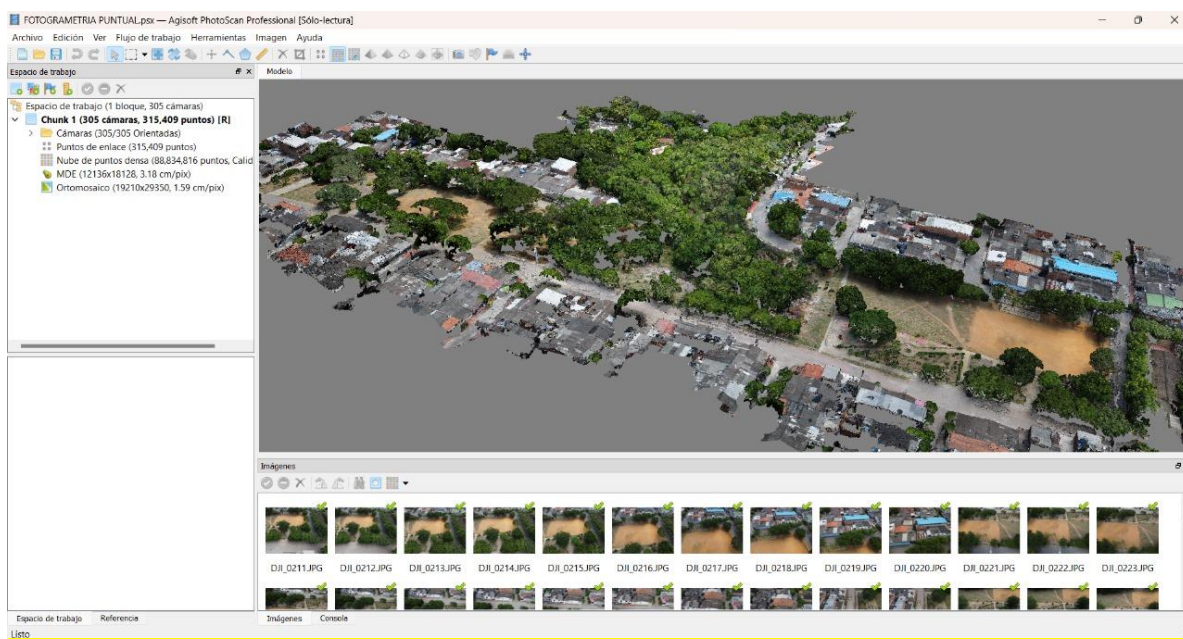 FOTOGRAMETRIA PUNTUAL.psx — Agisoft PhotoScan Professional [Sólo-lectura]
Archivo Edición Ver Flujo de trabajo Herramientas Imagen Ayuda
Espacio de trabajo
Modelo
Espacio de trabajo (1 bloque, 305 cámaras)
Chunk 1 (305 cámaras, 315,409 puntos) [R]
Cámaras (305/305 Orientadas)
Puntos de enlace (315,409 puntos)
Nube de puntos densa (88,834,816 puntos, Calid
MDE (12136x18128, 3.18 cm/pix)
Ortomosaico (19210x29350, 1.59 cm/pix)
Imágenes
DJI_0211.JPG DJI_0212.JPG DJI_0213.JPG DJI_0214.JPG DJI_0215.JPG DJI_0216.JPG DJI_0217.JPG DJI_0218.JPG DJI_0219.JPG DJI_0220.JPG DJI_0221.JPG DJI_0222.JPG DJI_0223.JPG
Espacio de trabajo Referencia
Imágenes Consola
Listo